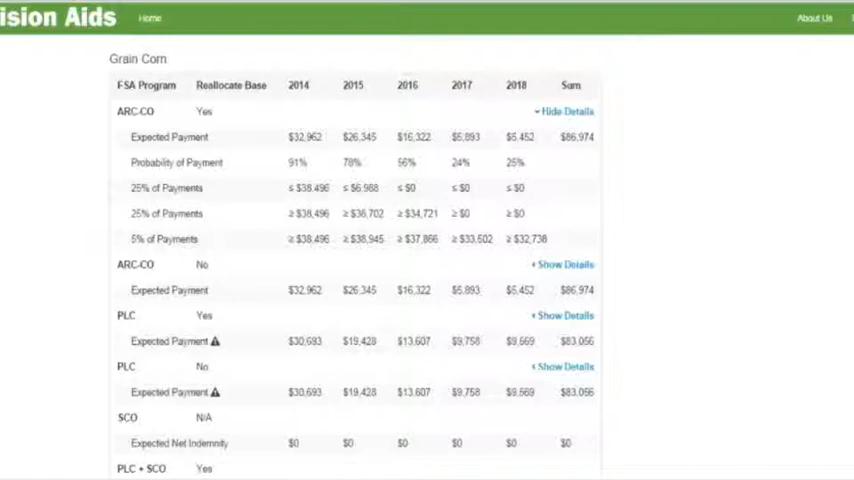 ision Aids Home About Us
Grain Corn
FSA Program Reallocate Base 2014 2015 2016 2017 2018 Sum
ARC-CO Yes Hide Details
Expected Payment $32,962 $26,345 $16,322 $5,893 $5,452 $86,974
Probability of Payment 91% 78% 56% 24% 25%
25% of Payments ≤ $38,496 ≤ $6,988 ≤ $0 ≤ $0 ≤ $0
25% of Payments ≥ $38,496 ≥ $38,702 ≥ $34,721 ≥ $0 ≥ $0
5% of Payments ≥ $38,496 ≥ $38,945 ≥ $37,866 ≥ $33,502 ≥ $32,738
ARC-CO No Show Details
Expected Payment $32,962 $26,345 $16,322 $5,893 $5,452 $86,974
PLC Yes Show Details
Expected Payment $30,693 $19,428 $13,607 $9,758 $9,569 $83,056
PLC No Show Details
Expected Payment $30,693 $19,428 $13,607 $9,758 $9,569 $83,056
SCO N/A
Expected Net Indemnity $0 $0 $0 $0 $0 $0
PLC + SCO Yes